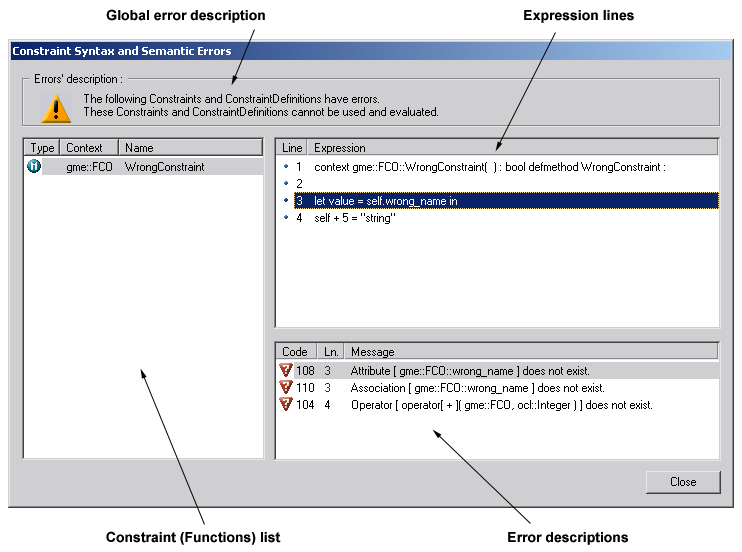 Global error description
Expression lines
Constraint Syntax and Semantic Errors
Errors' description :
The following Constraints and ConstraintDefinitions have errors.
These Constraints and ConstraintDefinitions cannot be used and evaluated.
Type Context Name
gme::FCO WrongConstraint
Line Expression
1 context gme::FCO::WrongConstraint( ) : bool defmethod WrongConstraint :
2
3 let value = self.wrong_name in
4 self + 5 = "string"
Code Ln. Message
108 3 Attribute [ gme::FCO::wrong_name ] does not exist.
110 3 Association [ gme::FCO::wrong_name ] does not exist.
104 4 Operator [ operator[ + ]( gme::FCO, ocl::Integer ) ] does not exist.
Close
Constraint (Functions) list
Error descriptions